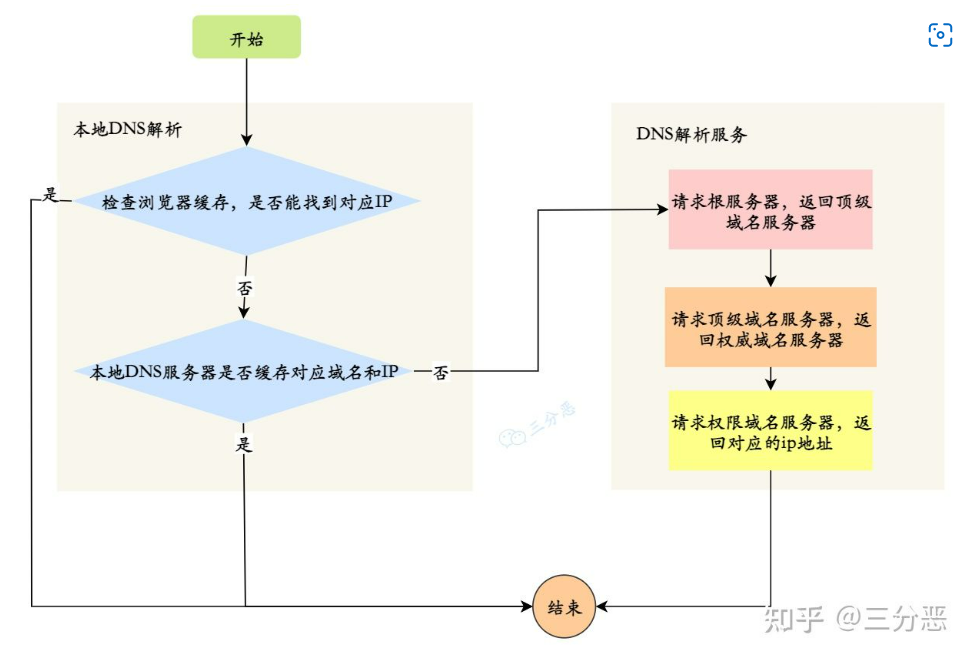 开始
本地DNS解析
检查浏览器缓存，是否能找到对应IP
是
否
本地DNS服务器是否缓存对应域名和IP
否
是
DNS解析服务
请求根服务器，返回顶级
域名服务器
请求顶级域名服务器，返
回权威域名服务器
请求权限域名服务器，返
回对应的ip地址
三分恶
结束
知乎 @三分恶